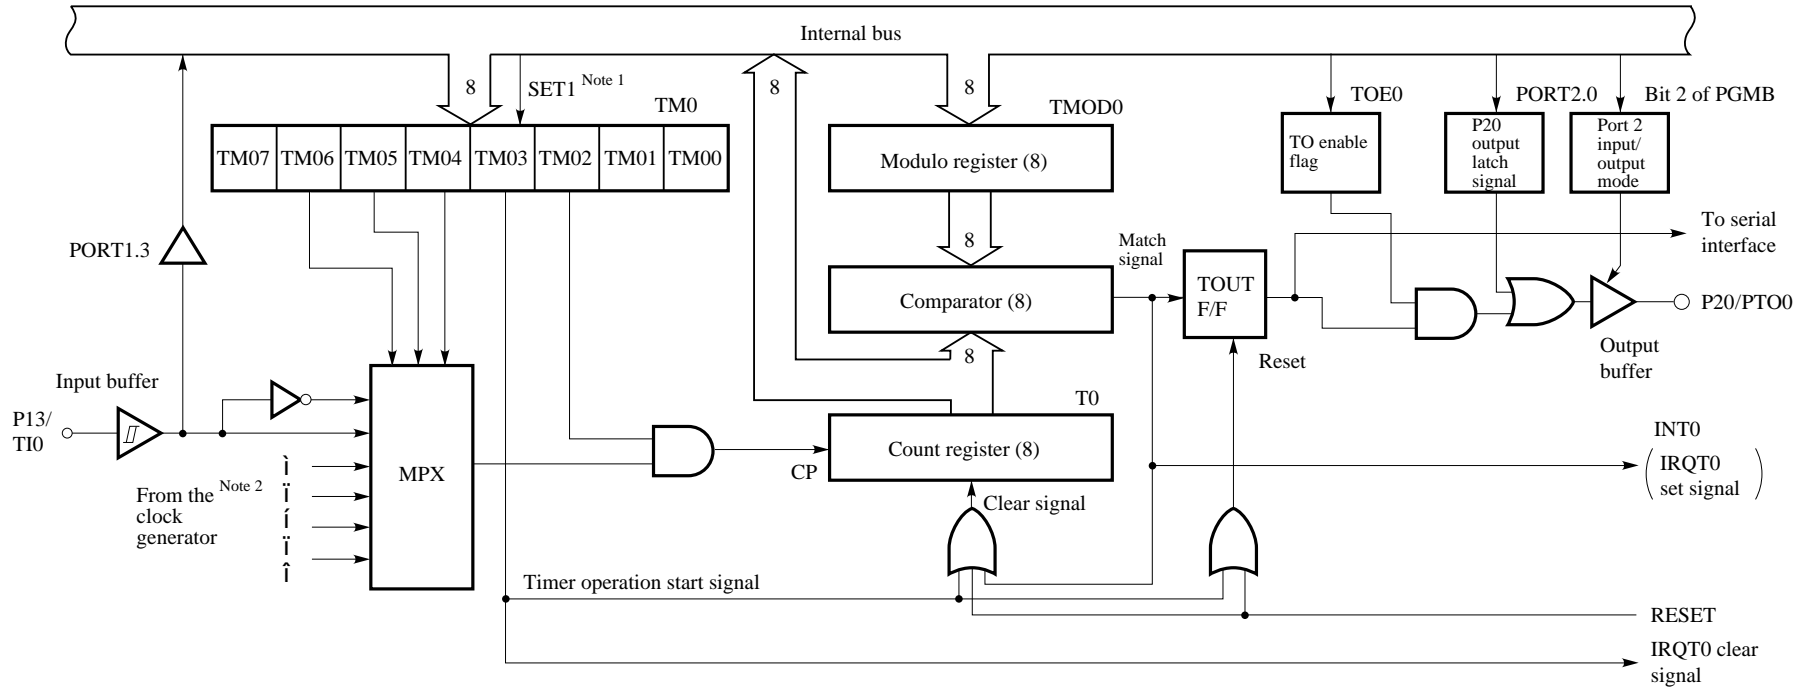 Internal bus
8
SET1 Note 1
TM0
8
8
TMOD0
TOE0
PORT2.0
Bit 2 of PGMB
TM07 TM06 TM05 TM04 TM03 TM02 TM01 TM00
Modulo register (8)
TO enable
flag
P20
output
latch
signal
Port 2
input/
output
mode
PORT1.3
8
Match
signal
To serial
interface
Comparator (8)
TOUT
F/F
P20/PTO0
8
Reset
Output
buffer
Input buffer
P13/
TI0
T0
Count register (8)
MPX
CP
INT0
IRQT0
set signal
From the Note 2
clock
generator
Ì
Ï
Í
Ï
Î
Clear signal
Timer operation start signal
RESET
IRQT0 clear
signal